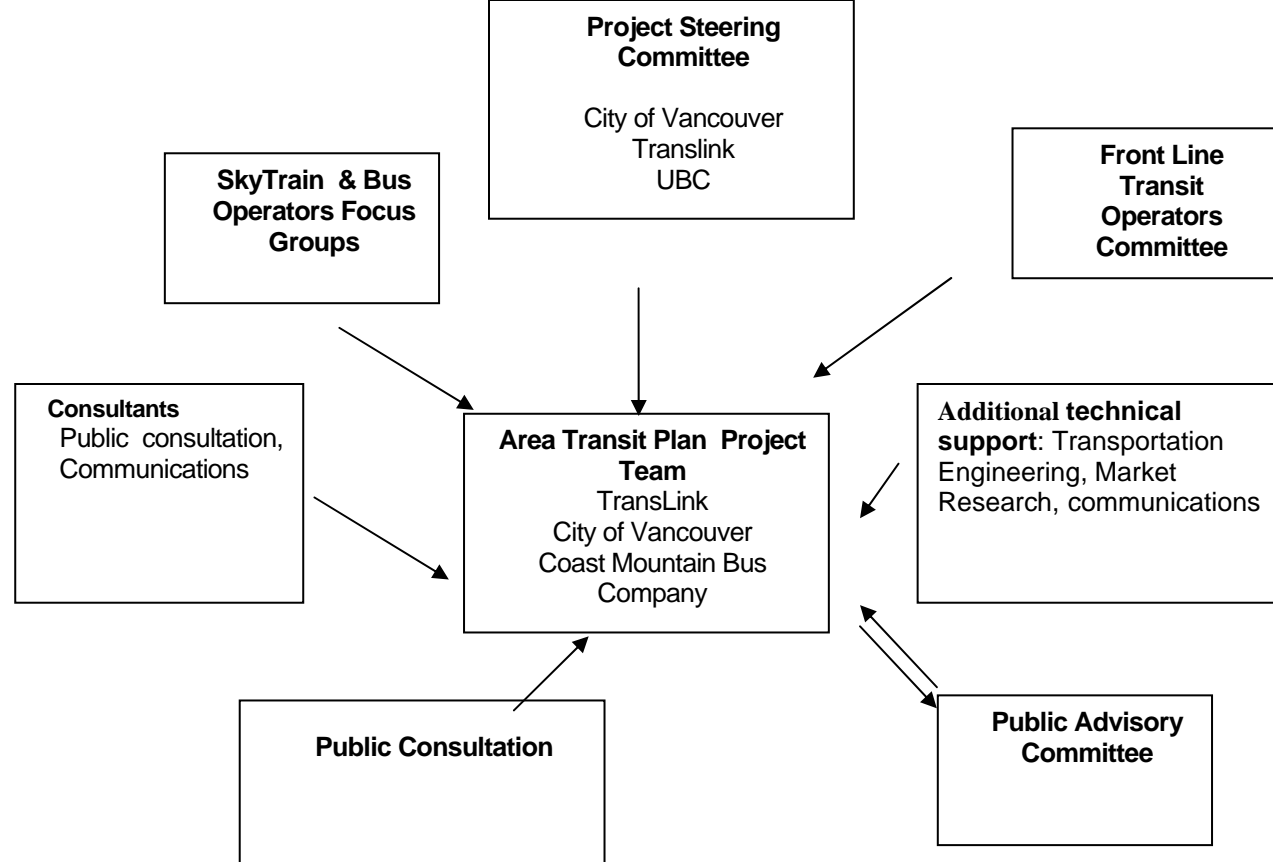 Project Steering
Committee
City of Vancouver
Translink
UBC
SkyTrain & Bus
Operators Focus
Groups
Front Line
Transit
Operators
Committee
Consultants
Public consultation,
Communications
Area Transit Plan Project
Team
TransLink
City of Vancouver
Coast Mountain Bus
Company
Additional technical
support: Transportation
Engineering, Market
Research, communications
Public Consultation
Public Advisory
Committee